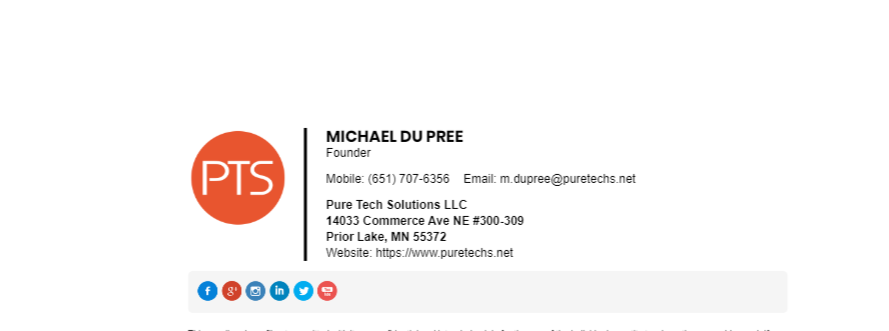 PTS
MICHAEL DU PREE
Founder
Mobile: (651) 707-6356 Email: m.dupree@puretechs.net
Pure Tech Solutions LLC
14033 Commerce Ave NE #300-309
Prior Lake, MN 55372
Website: https://www.puretechs.net